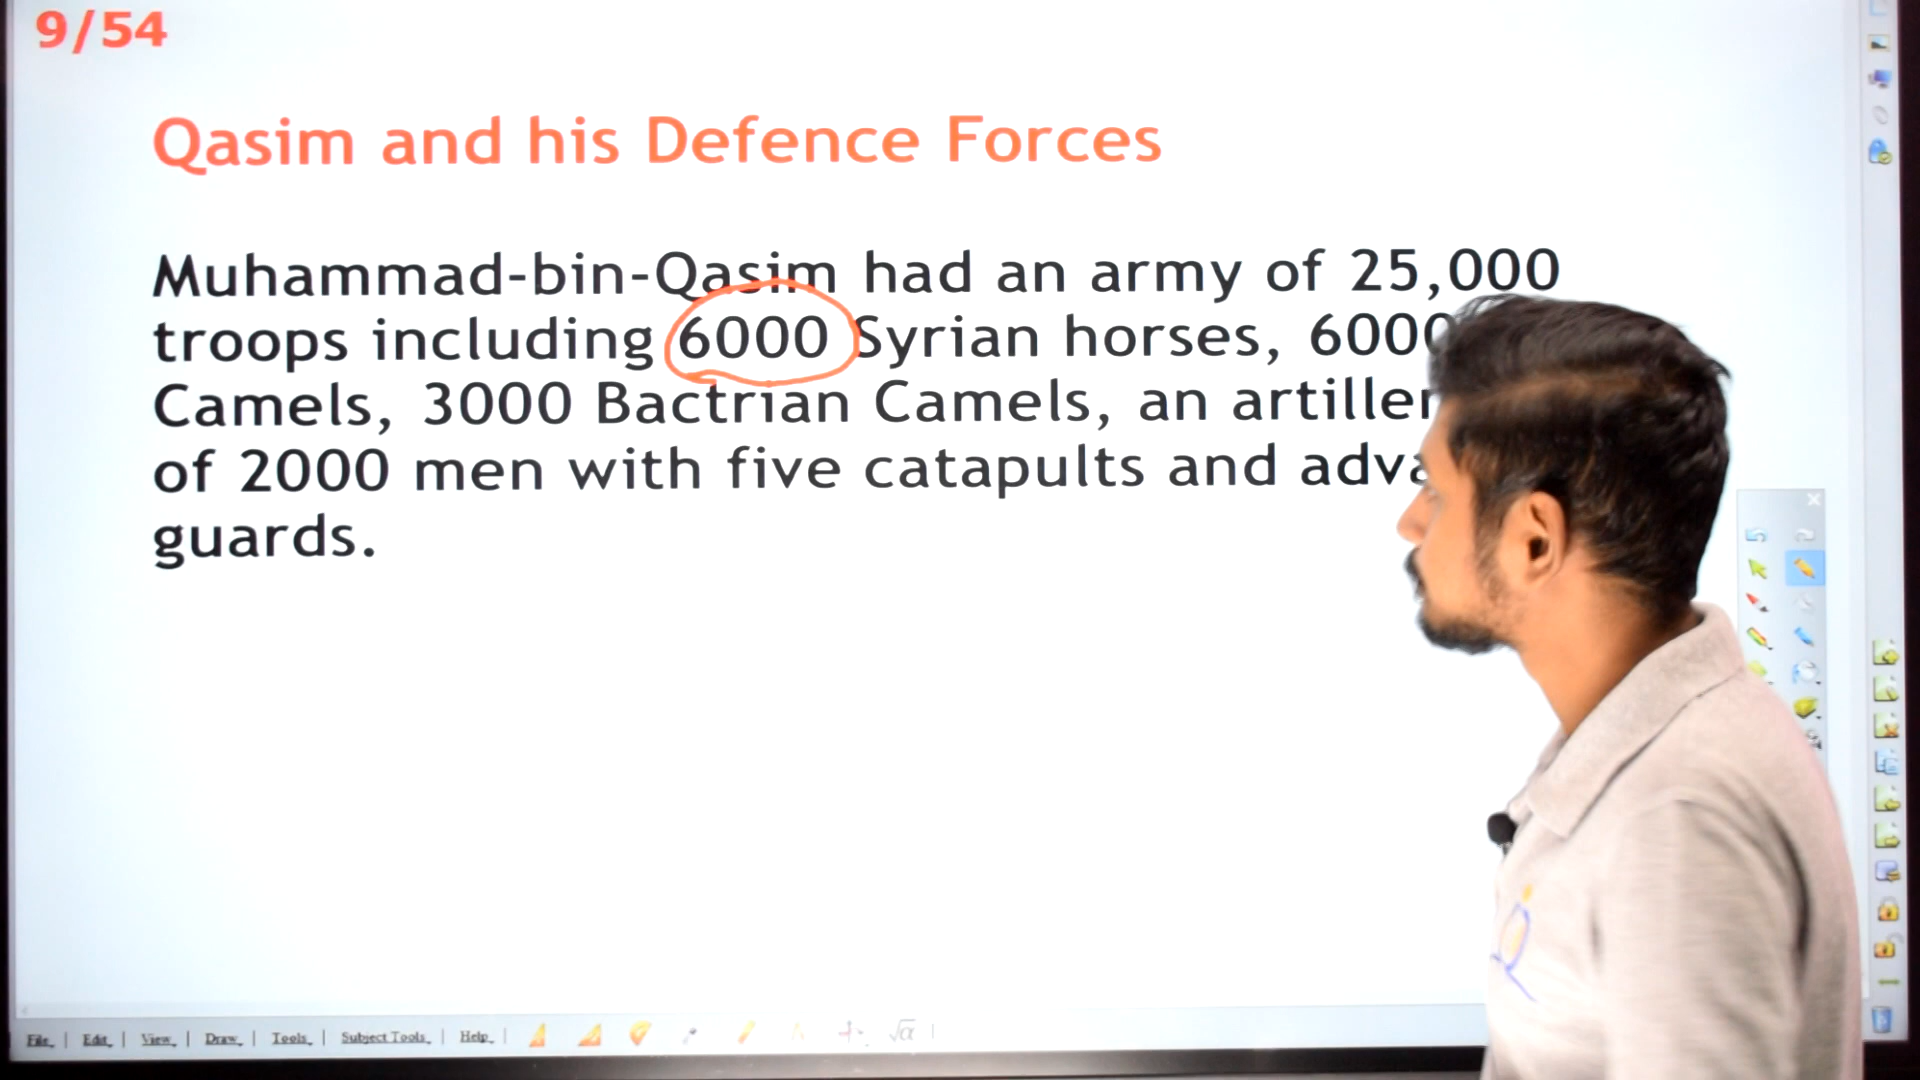 9/54
Qasim and his Defence Forces
Muhammad-bin-Qasim had an army of 25,000
troops including 6000 Syrian horses, 6000
Camels, 3000 Bactrian Camels, an
of 2000 men with five catapults and
guards.
File Edit View Draw Tools Subject Tools Help